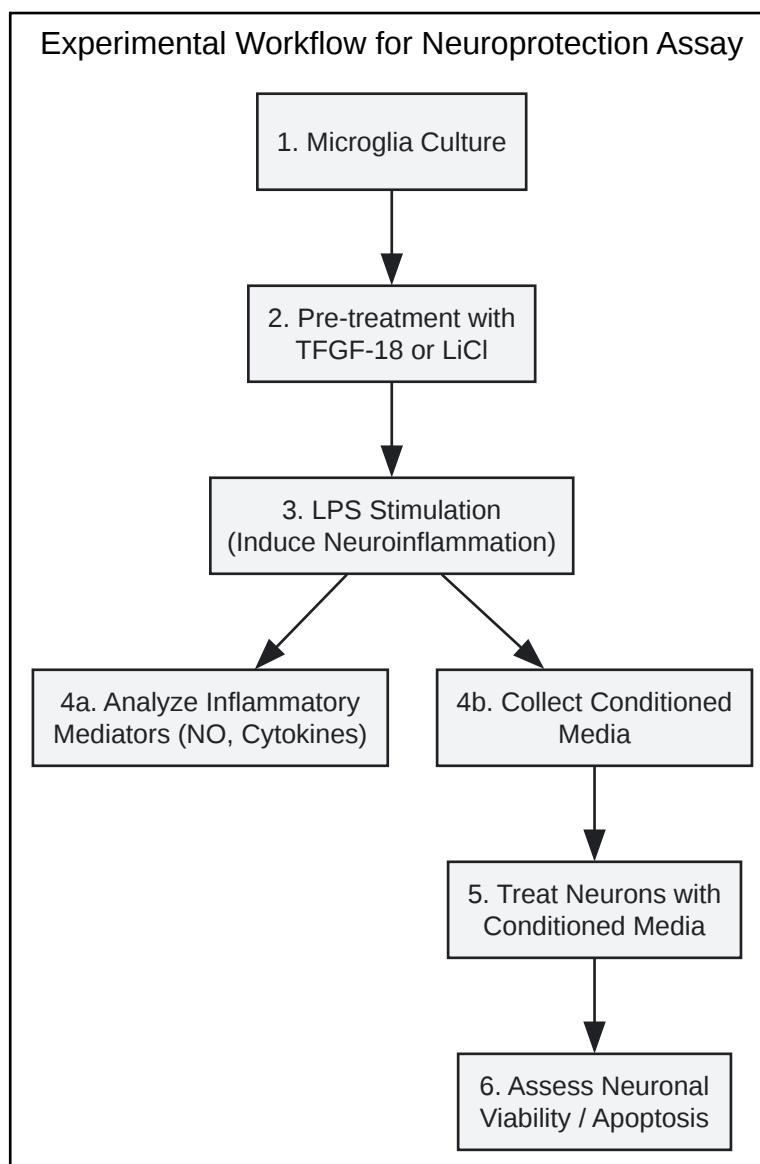 Experimental Workflow for Neuroprotection Assay
1. Microglia Culture
2. Pre-treatment with
TFGF-18 or LiCl
3. LPS Stimulation
(Induce Neuroinflammation)
4a. Analyze Inflammatory
Mediators (NO, Cytokines)
4b. Collect Conditioned
Media
5. Treat Neurons with
Conditioned Media
6. Assess Neuronal
Viability / Apoptosis